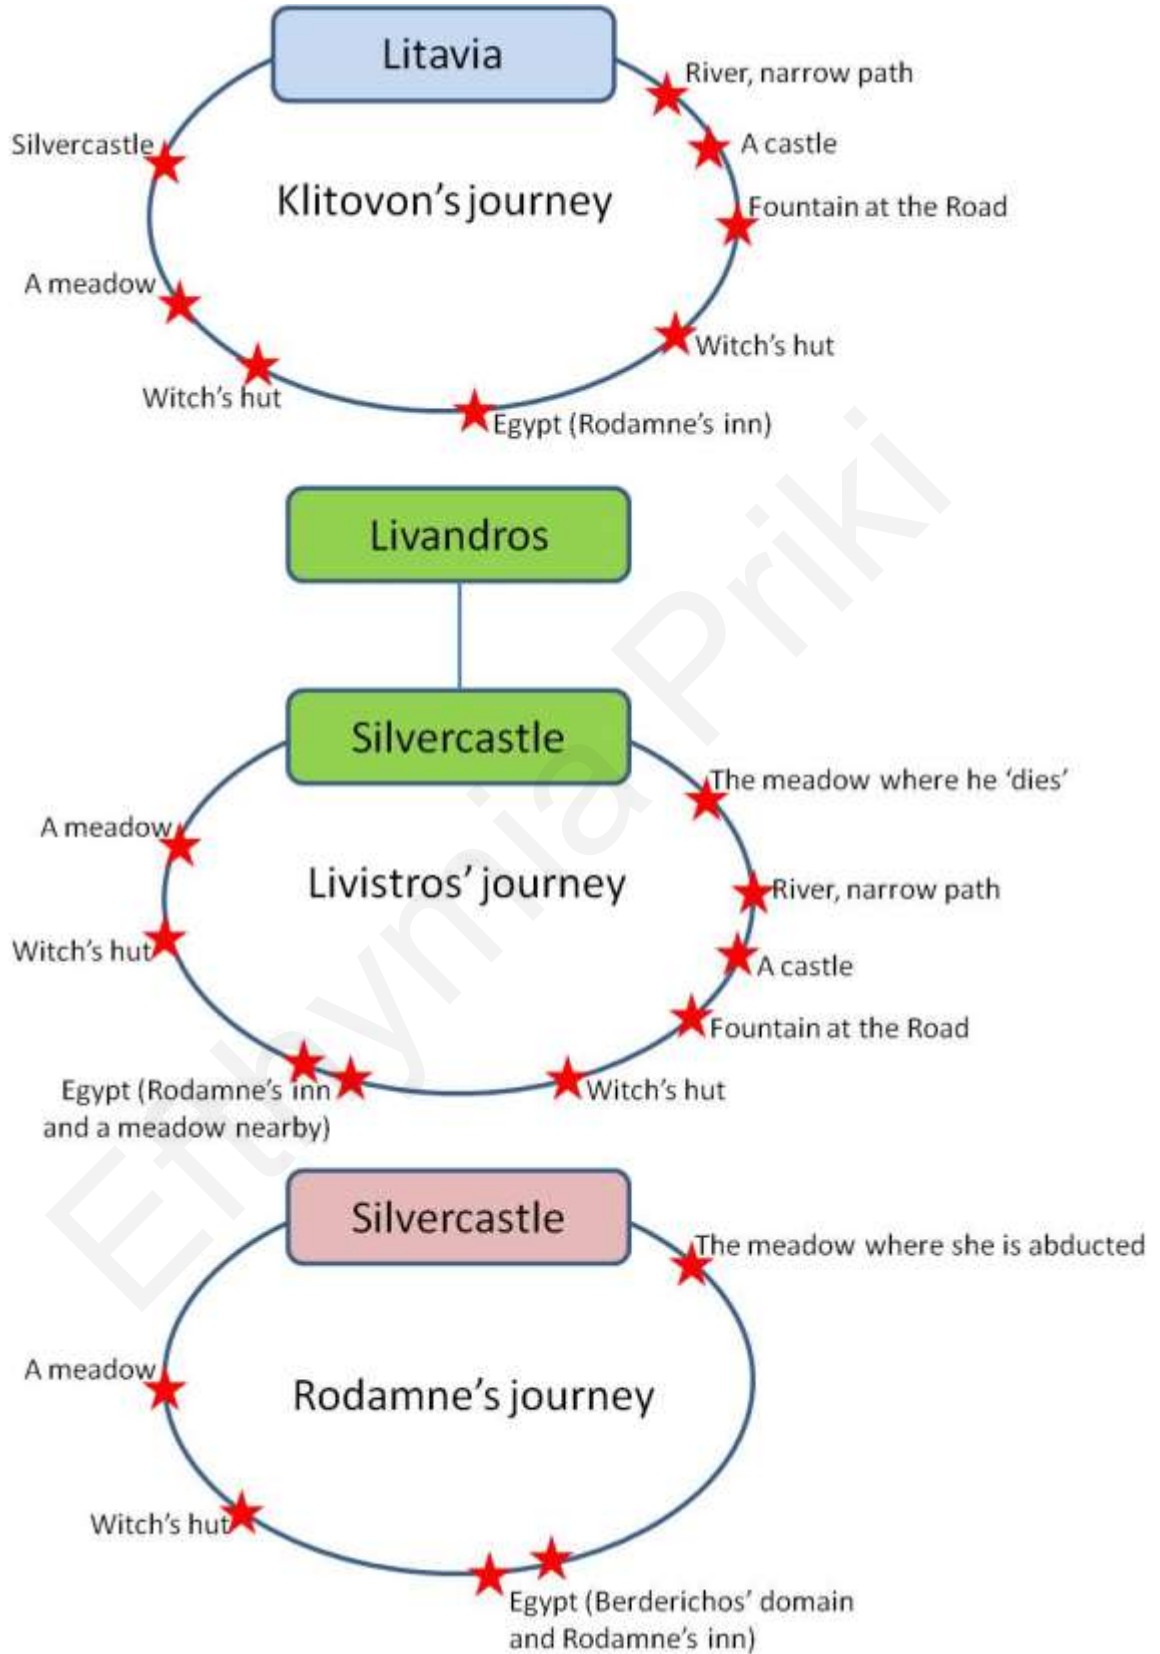 Litavia
River, narrow path
Silvercastle
A castle
Klitovon's journey
Fountain at the Road
A meadow
Witch's hut
Witch's hut
Egypt (Rodamne's inn)
Livandros
Silvercastle
The meadow where he ‘dies’
A meadow
Livistros’ journey
River, narrow path
Witch's hut
A castle
Fountain at the Road
Egypt (Rodamne's inn
and a meadow nearby)
Witch's hut
Silvercastle
The meadow where she is abducted
A meadow
Rodamne's journey
Witch's hut
Egypt (Berderichos’ domain
and Rodamne's inn)
Efthymia Priki